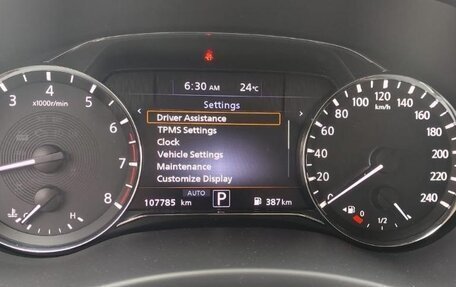 6:30 AM 24°C
Settings
Driver Assistance
TPMS Settings
Clock
Vehicle Settings
Maintenance
Customize Display
AUTO
107785 km P 387km
3 4 5 6 7 8
x1000r/min
C H
0 20 40 60 80 100 120 140 160 180 200 220 240
km/h
0 1/2